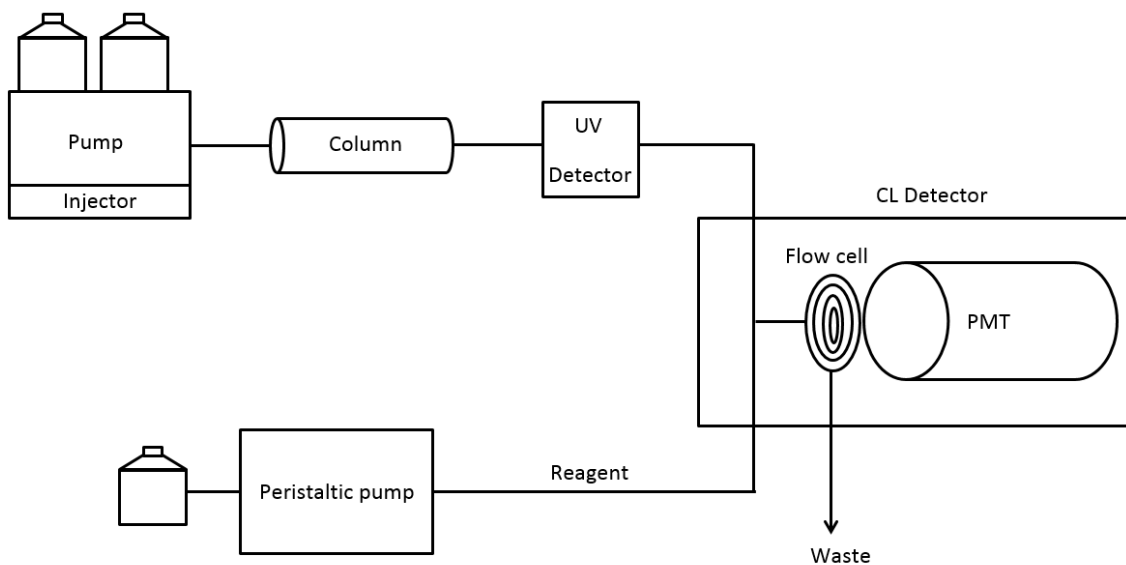 Pump
Injector
Column
UV
Detector
CL Detector
Flow cell
PMT
Peristaltic pump
Reagent
Waste